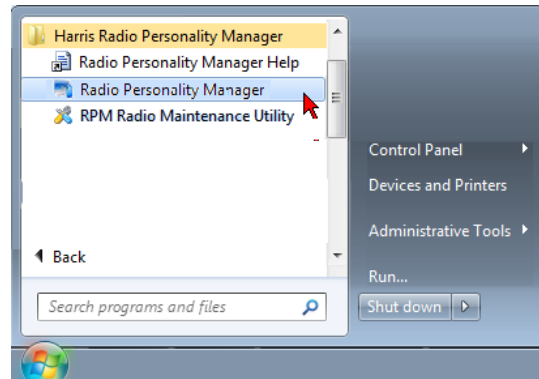 Harris Radio Personality Manager
Radio Personality Manager Help
Radio Personality Manager
RPM Radio Maintenance Utility
Back
Search programs and files
Control Panel
Devices and Printers
Administrative Tools
Run...
Shut down